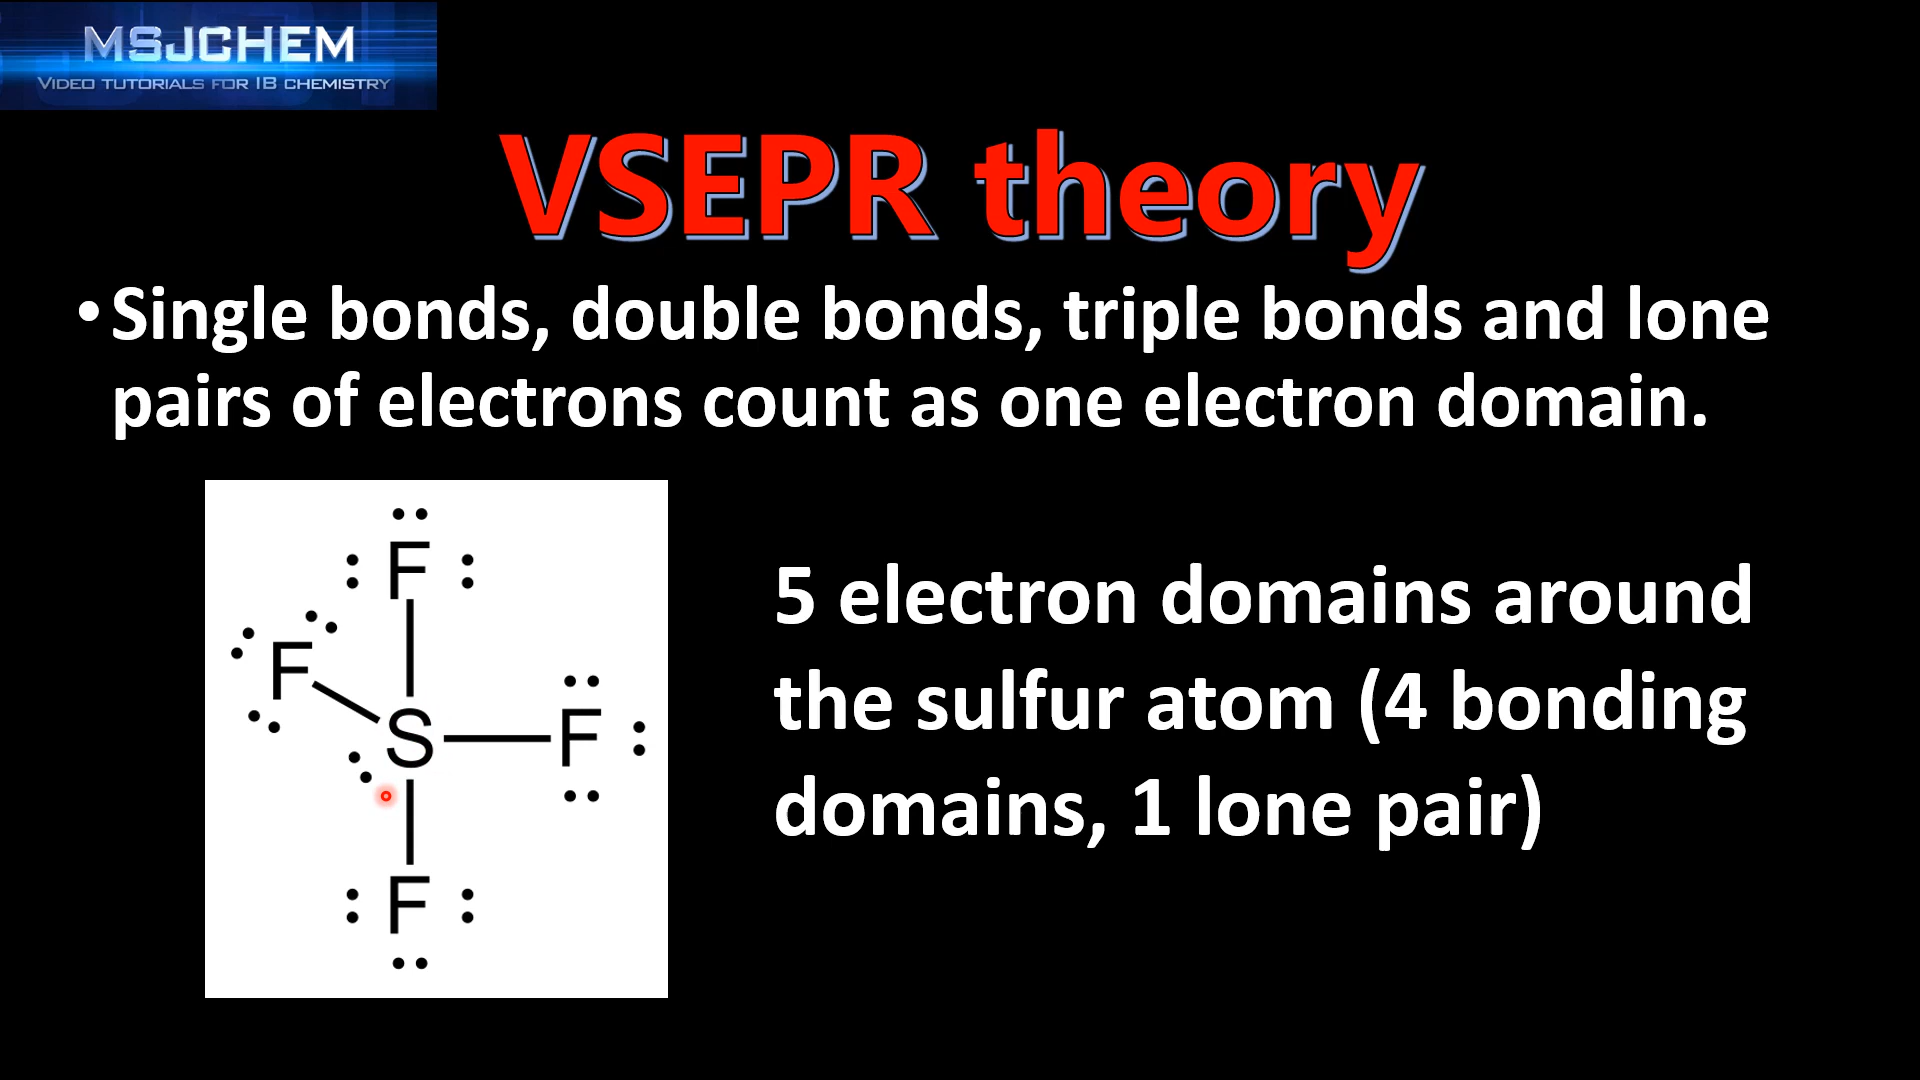 MSJCHEM
VIDEO TUTORIALS FOR IB CHEMISTRY
VSEPR theory
• Single bonds, double bonds, triple bonds and lone
pairs of electrons count as one electron domain.
F
F
S F
F
5 electron domains around
the sulfur atom (4 bonding
domains, 1 lone pair)